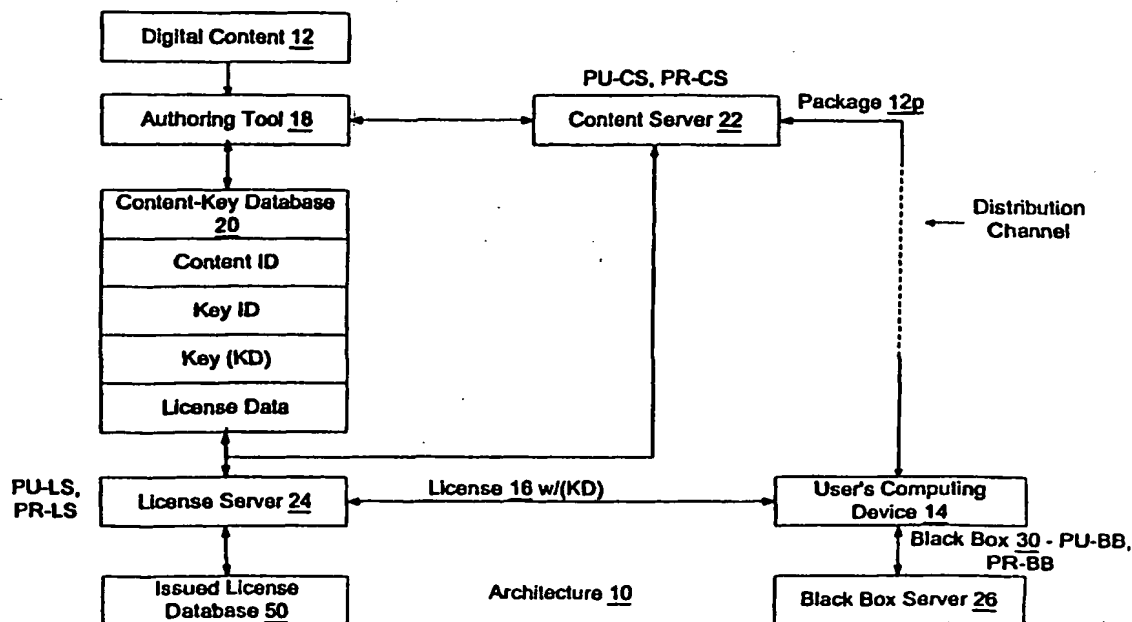 Digital Content 12
PU-CS, PR-CS
Package 12p
Authoring Tool 18
Content Server 22
Distribution
Channel
Content-Key Database
20
Content ID
Key ID
Key (KD)
License Data
PU-LS,
PR-LS
License Server 24
License 16 w/(KD)
User's Computing
Device 14
Black Box 30 - PU-BB,
PR-BB
Issued License
Database 50
Architecture 10
Black Box Server 26